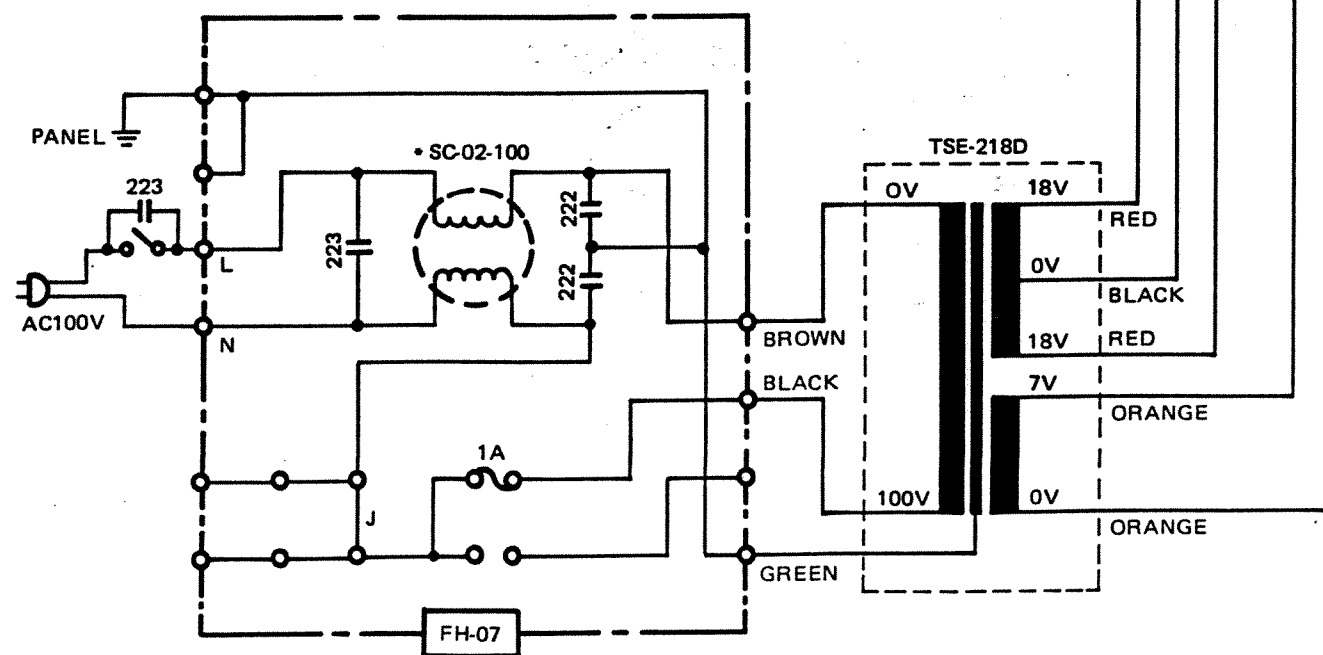 PANEL
* SC-02-100
223
L
223
222
222
AC100V
N
BROWN
BLACK
1A
J
GREEN
FH-07
TSE-218D
0V
18V
RED
0V
BLACK
18V
RED
7V
ORANGE
100V
0V
ORANGE